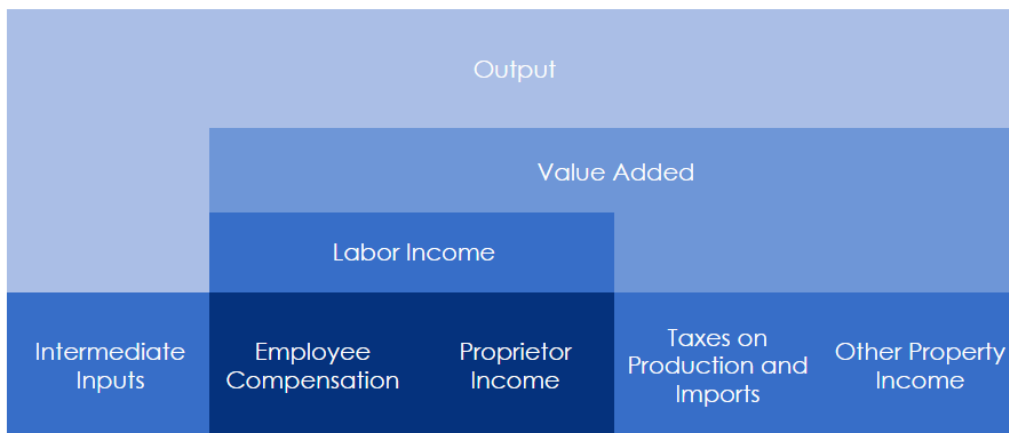 Output
Value Added
Labor Income
Intermediate
Inputs
Employee
Compensation
Proprietor
Income
Taxes on
Production and
Imports
Other Property
Income